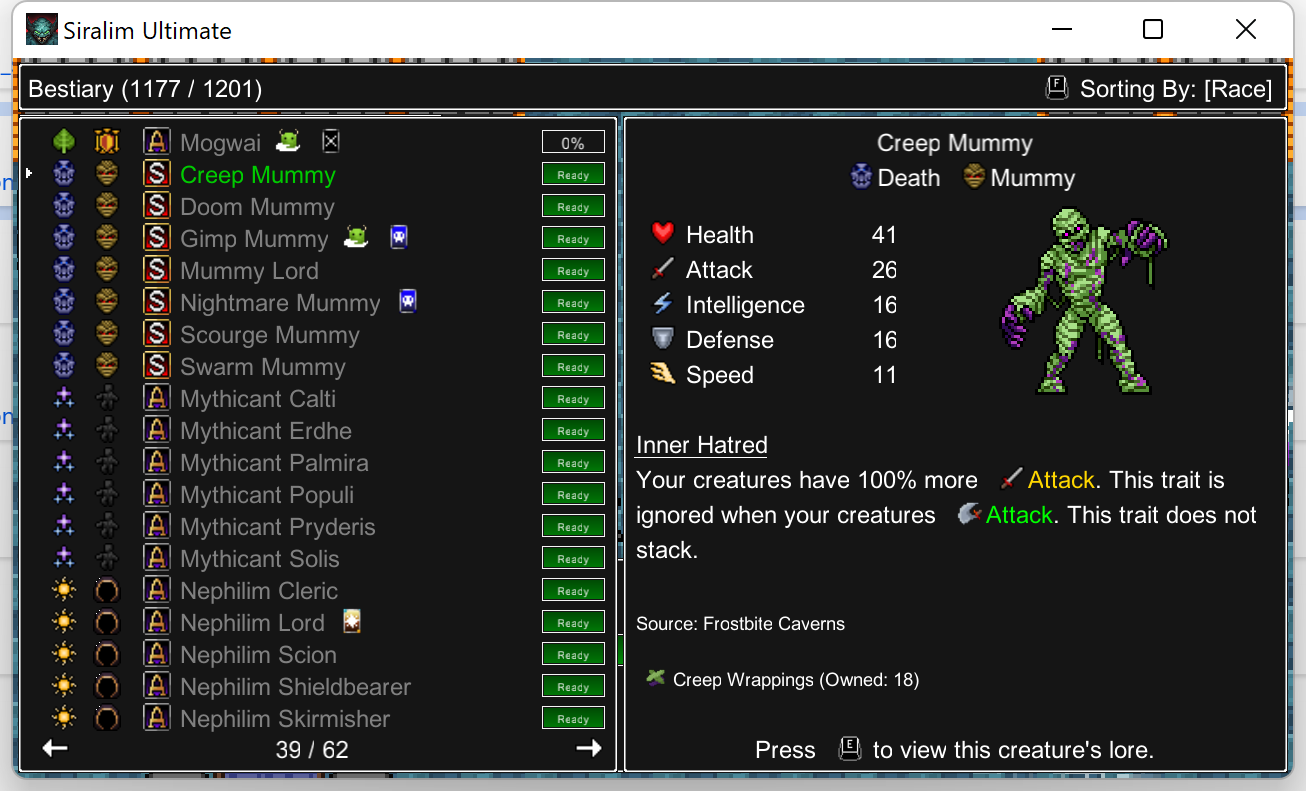 Siralim Ultimate
Bestiary (1177 / 1201)
F Sorting By: [Race]
A Mogwai 0%
S Creep Mummy Ready
S Doom Mummy Ready
S Gimp Mummy Ready
S Mummy Lord Ready
S Nightmare Mummy Ready
S Scourge Mummy Ready
S Swarm Mummy Ready
A Mythicant Calti Ready
A Mythicant Erdhe Ready
A Mythicant Palmira Ready
A Mythicant Populi Ready
A Mythicant Pryderis Ready
A Mythicant Solis Ready
A Nephilim Cleric Ready
A Nephilim Lord Ready
A Nephilim Scion Ready
A Nephilim Shieldbearer Ready
A Nephilim Skirmisher Ready
39 / 62
Creep Mummy
Death Mummy
Health 41
Attack 26
Intelligence 16
Defense 16
Speed 11
Inner Hatred
Your creatures have 100% more Attack. This trait is
ignored when your creatures Attack. This trait does not
stack.
Source: Frostbite Caverns
Creep Wrappings (Owned: 18)
Press E to view this creature's lore.